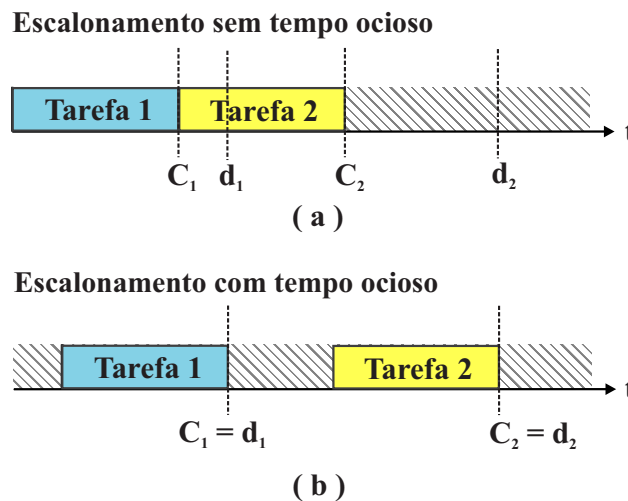 Escalonamento sem tempo ocioso
Tarefa 1 Tarefa 2
t
C₁ d₁ C₂ d₂
( a )
Escalonamento com tempo ocioso
Tarefa 1 Tarefa 2
t
C₁ = d₁ C₂ = d₂
( b )